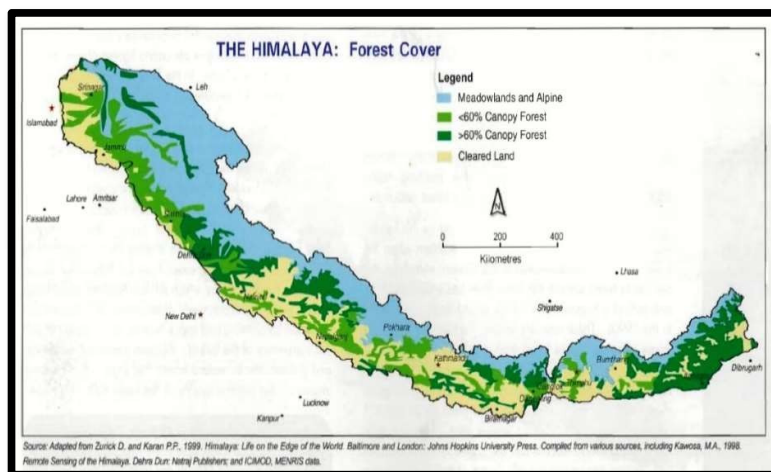 THE HIMALAYA: Forest Cover
Legend
Meadowlands and Alpine
<60% Canopy Forest
>60% Canopy Forest
Cleared Land
N
0 200 400
Kilometres
Srinagar
Leh
Islamabad
Jammu
Lahore
Amritsar
Faisalabad
New Delhi
Nepalganj
Pokhara
Kathmandu
Lucknow
Kanpur
Biratnagar
Lhasa
Shigatse
Bumthang
Dibrugarh
Source: Adapted from Zurick D. and Karan P.P., 1999. Himalaya: Life on the Edge of the World. Baltimore and London: Johns Hopkins University Press. Compiled from various sources, including Kawosa, M.A., 1998.
Remote Sensing of the Himalaya. Dehra Dun: Natraj Publishers; and ICIMOD, MENRIS data.